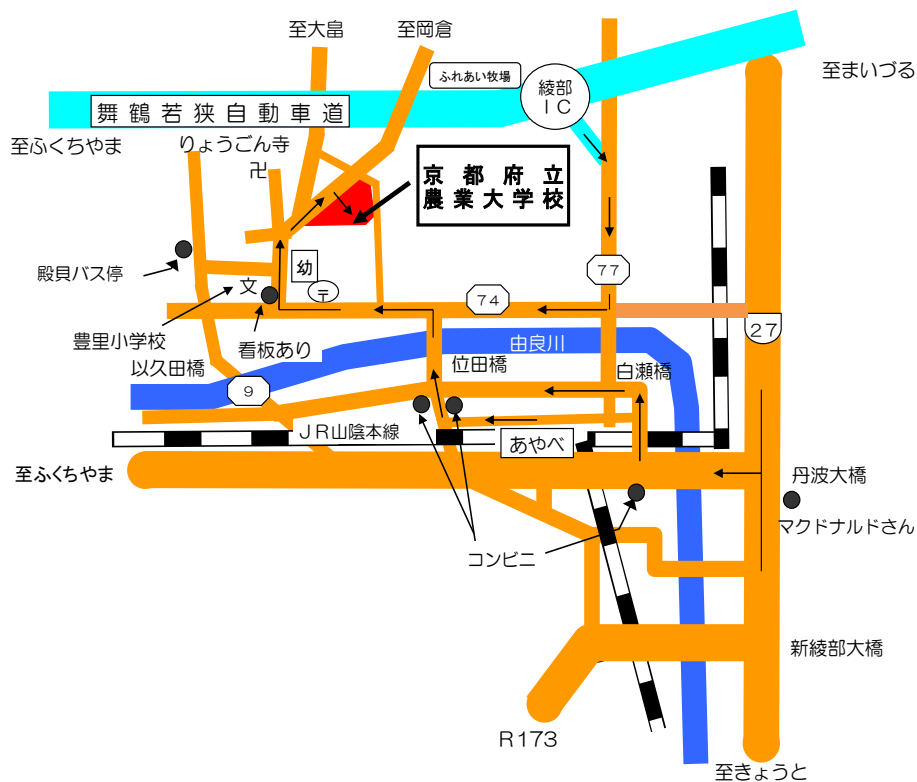 至大畠
至岡倉
ふれあい牧場
綾部
ＩＣ
至まいづる
舞鶴若狭自動車道
至ふくちやま
りょうごん寺
卍
京都府立
農業大学校
殿貝バス停
幼
77
文
〒
74
豊里小学校
看板あり
27
由良川
以久田橋
位田橋
白瀬橋
9
ＪＲ山陰本線
あやべ
至ふくちやま
丹波大橋
マクドナルドさん
コンビニ
新綾部大橋
R173
至きょうと